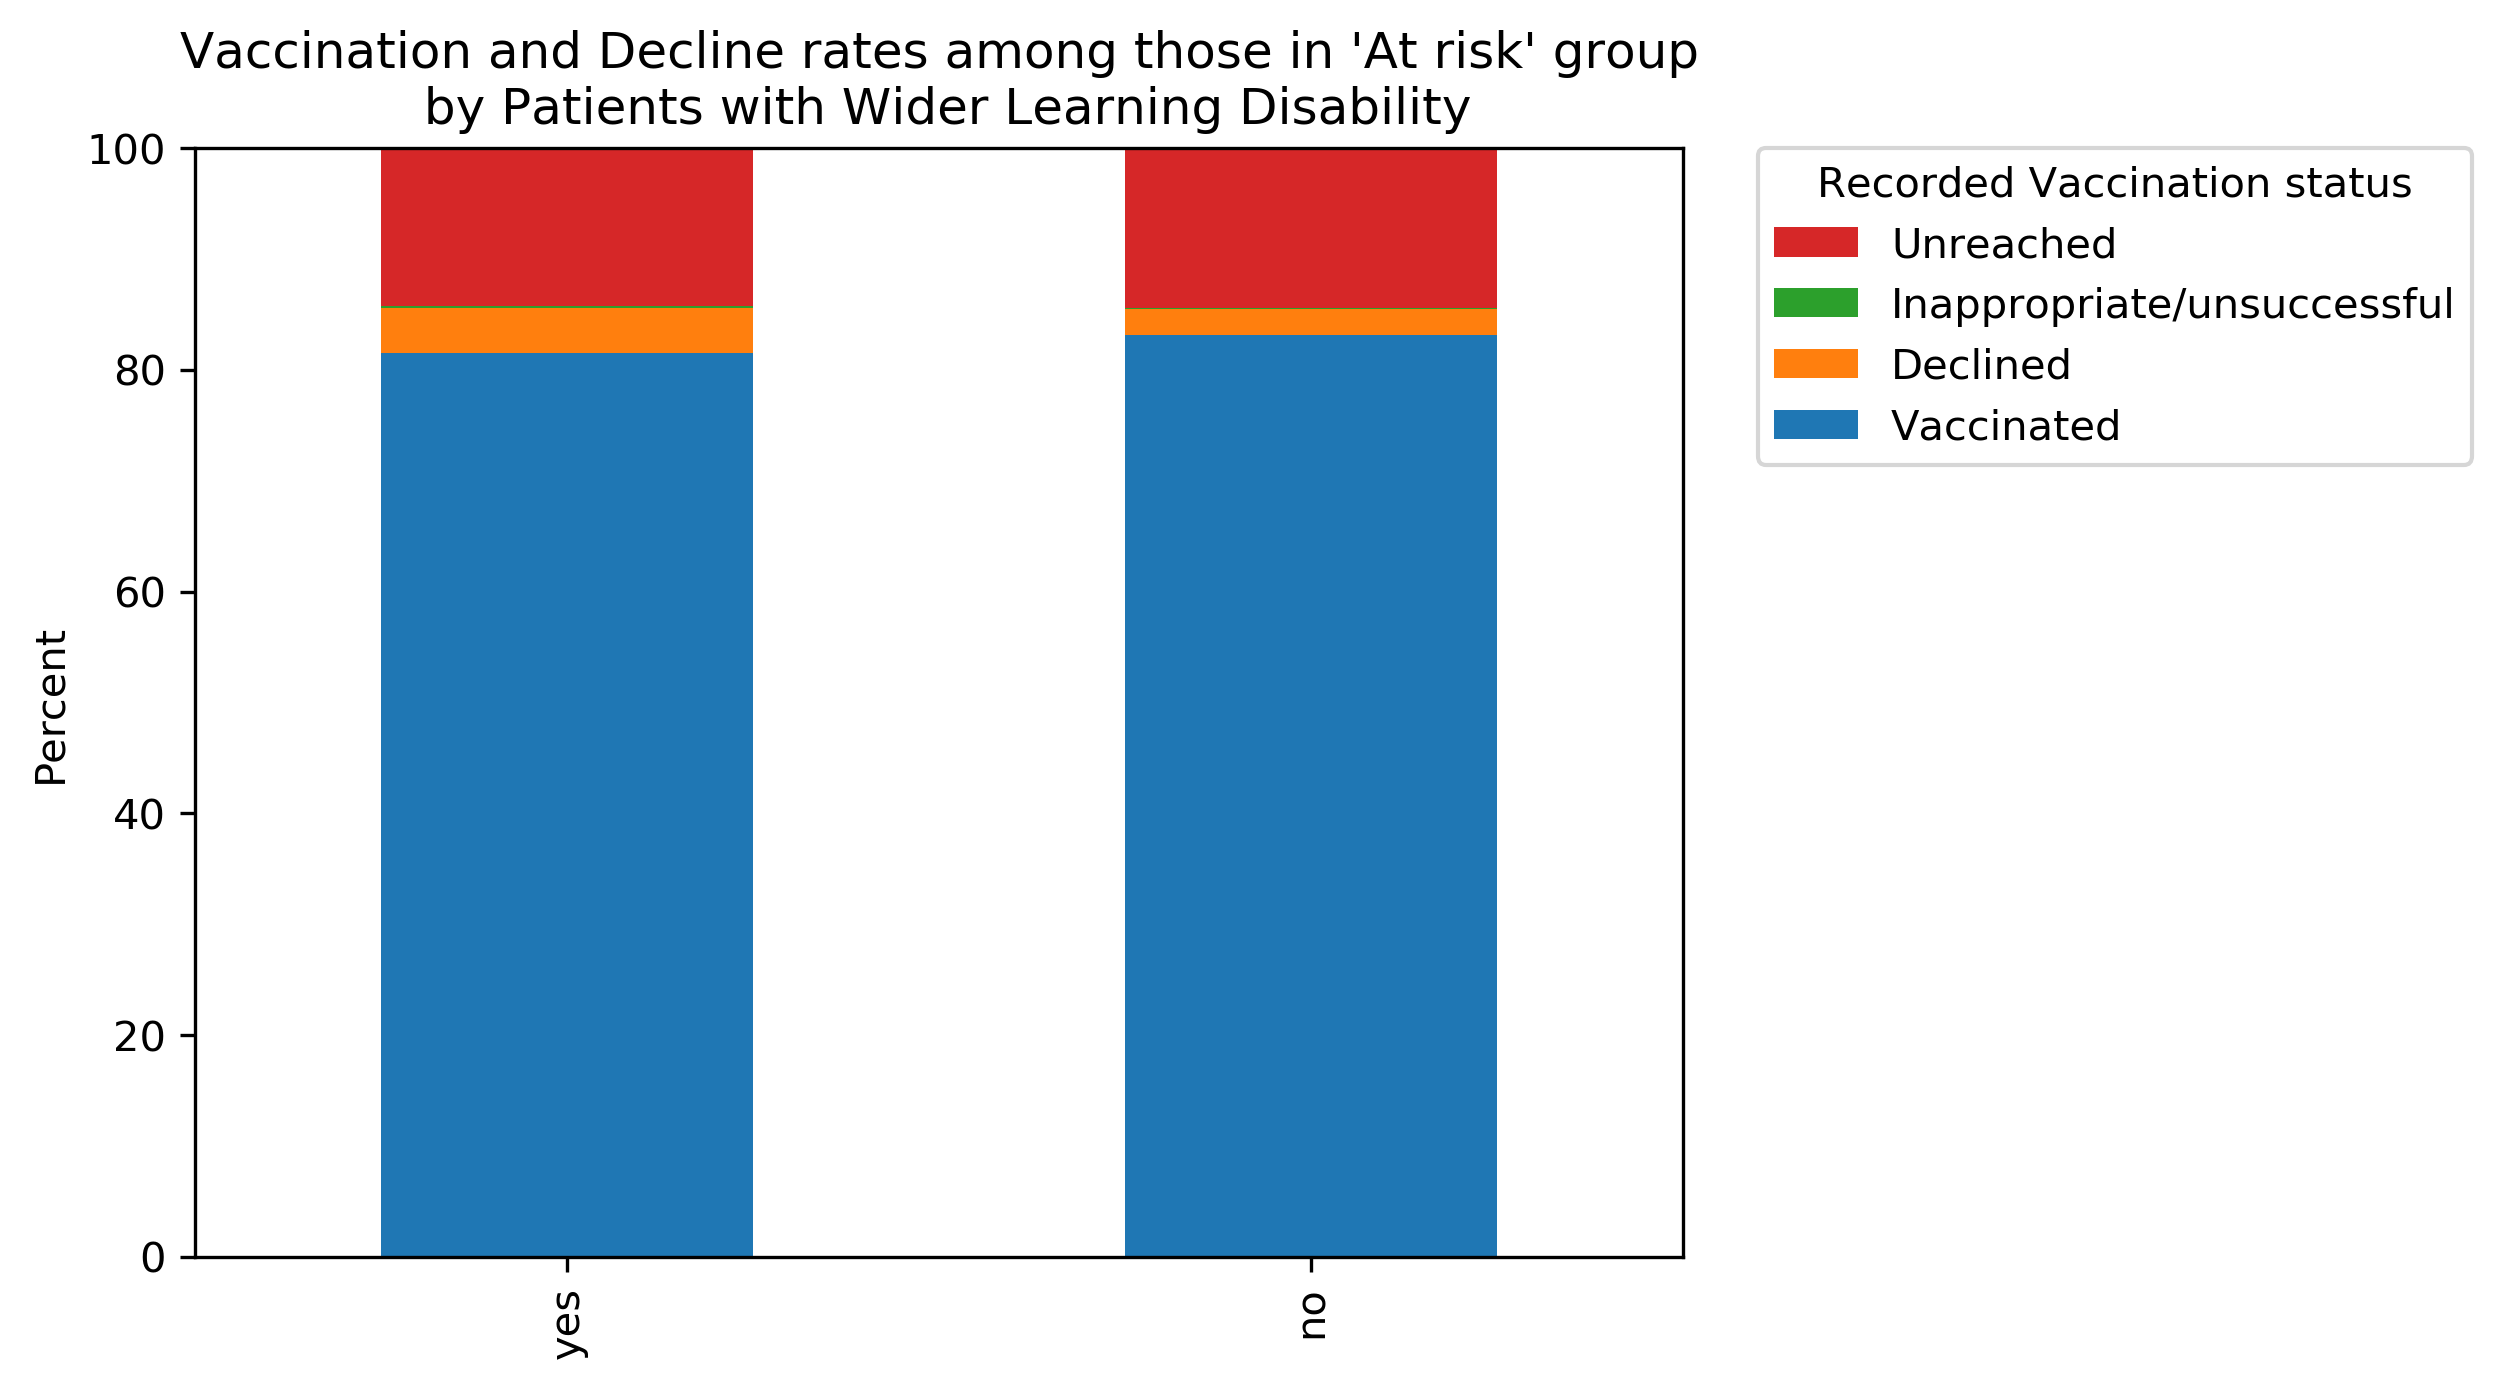 Vaccination and Decline rates among those in 'At risk' group
by Patients with Wider Learning Disability
100
80
60
40
20
0
Percent
yes
no
Recorded Vaccination status
Unreached
Inappropriate/unsuccessful
Declined
Vaccinated